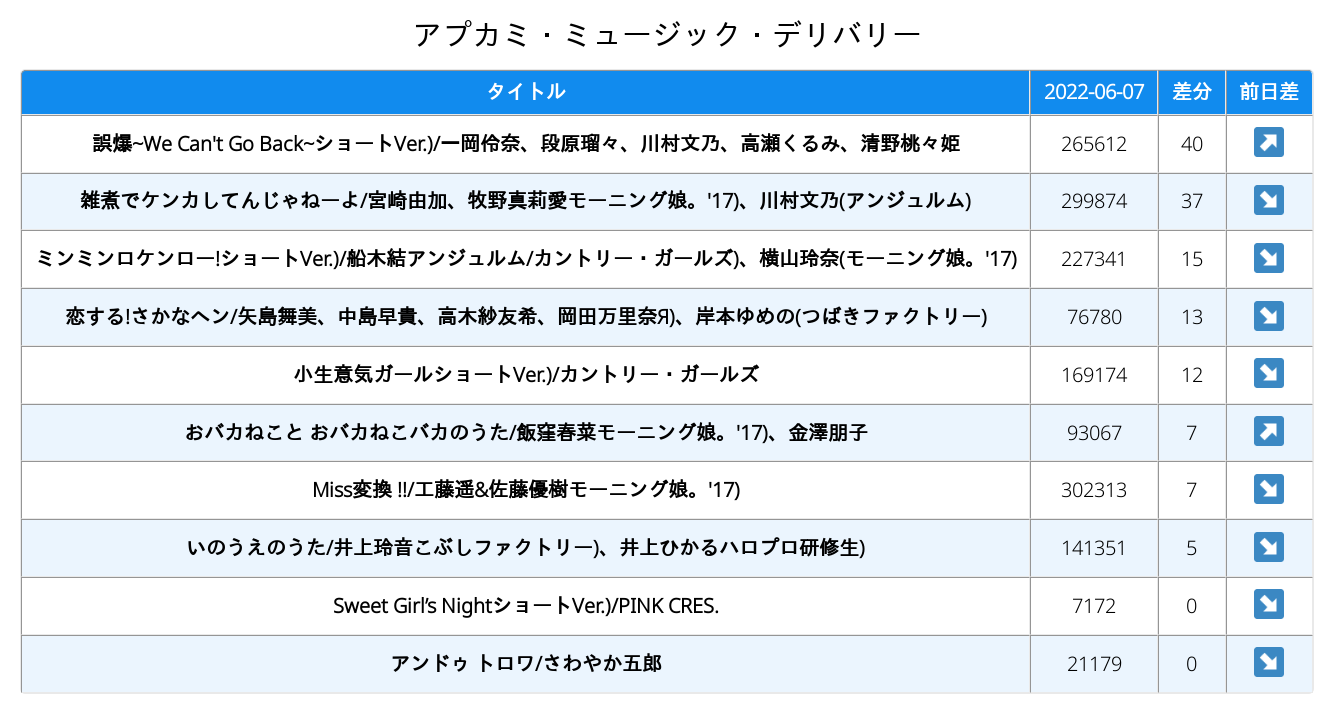 アプカミ・ミュージック・デリバリー
タイトル 2022-06-07 差分 前日差
誤爆~We Can't Go Back~ショートVer.)/一岡伶奈、段原瑠々、川村文乃、高瀬くるみ、清野桃々姫 265612 40
雑煮でケンカしてんじゃねーよ/宮崎由加、牧野真莉愛モーニング娘。'17)、川村文乃(アンジュルム) 299874 37
ミンミンロケンロー!ショートVer.)/船木結アンジュルム/カントリー・ガールズ)、横山玲奈(モーニング娘。'17) 227341 15
恋する!さかなヘン/矢島舞美、中島早貴、高木紗友希、岡田万里奈Я)、岸本ゆめの(つばきファクトリー) 76780 13
小生意気ガールショートVer.)/カントリー・ガールズ 169174 12
おバカねこと おバカねこバカのうた/飯窪春菜モーニング娘。'17)、金澤朋子 93067 7
Miss変換 !!/工藤遥&佐藤優樹モーニング娘。'17) 302313 7
いのうえのうた/井上玲音こぶしファクトリー)、井上ひかるハロプロ研修生) 141351 5
Sweet Girl’s NightショートVer.)/PINK CRES. 7172 0
アンドゥ トロワ/さわやか五郎 21179 0